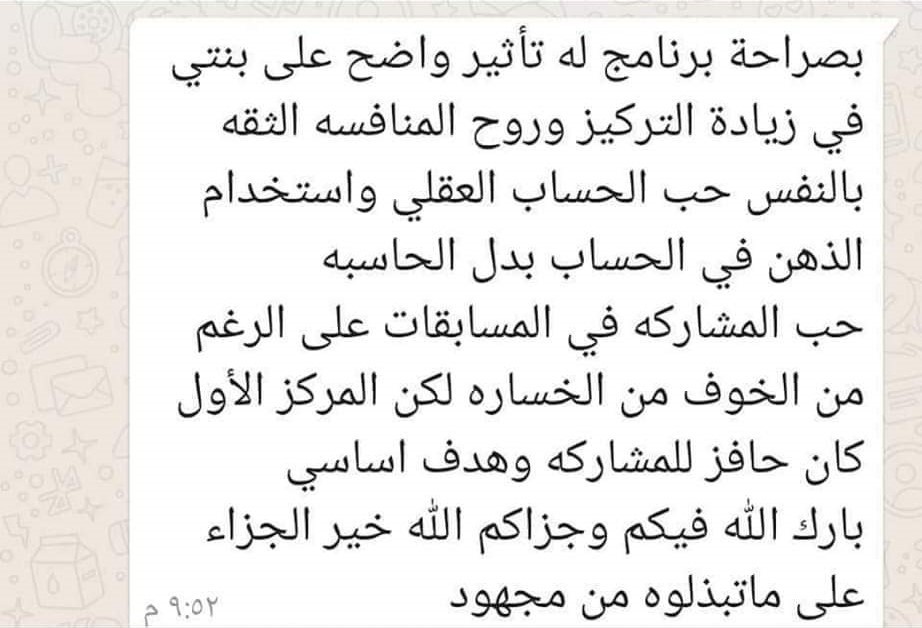 بصراحة برنامج له تأثير واضح على بنتي
في زيادة التركيز وروح المنافسه الثقه
بالنفس حب الحساب العقلي واستخدام
الذهن في الحساب بدل الحاسبه
حب المشاركه في المسابقات على الرغم
من الخوف من الخساره لكن المركز الأول
كان حافز للمشاركه وهدف اساسي
بارك الله فيكم وجزاكم الله خير الجزاء
على ماتبذلوه من مجهود
٩:٥٢ م